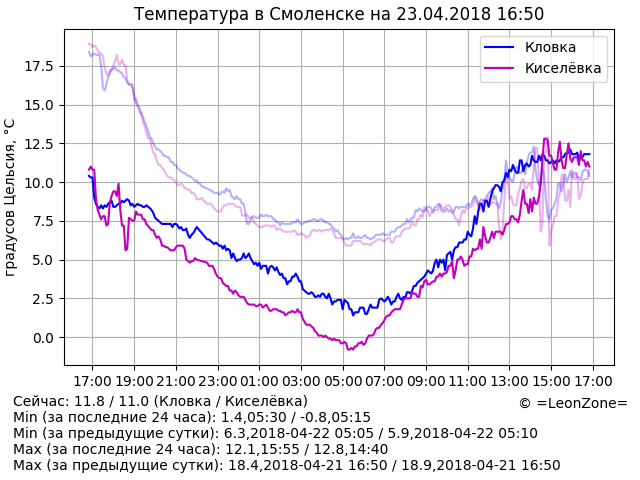 Температура в Смоленске на 23.04.2018 16:50
Кловка
Киселёвка
градусов Цельсия, °C
17.5
15.0
12.5
10.0
7.5
5.0
2.5
0.0
17:00 19:00 21:00 23:00 01:00 03:00 05:00 07:00 09:00 11:00 13:00 15:00 17:00
Сейчас: 11.8 / 11.0 (Кловка / Киселёвка)
© =LeonZone=
Min (за последние 24 часа): 1.4,05:30 / -0.8,05:15
Min (за предыдущие сутки): 6.3,2018-04-22 05:05 / 5.9,2018-04-22 05:10
Max (за последние 24 часа): 12.1,15:55 / 12.8,14:40
Max (за предыдущие сутки): 18.4,2018-04-21 16:50 / 18.9,2018-04-21 16:50